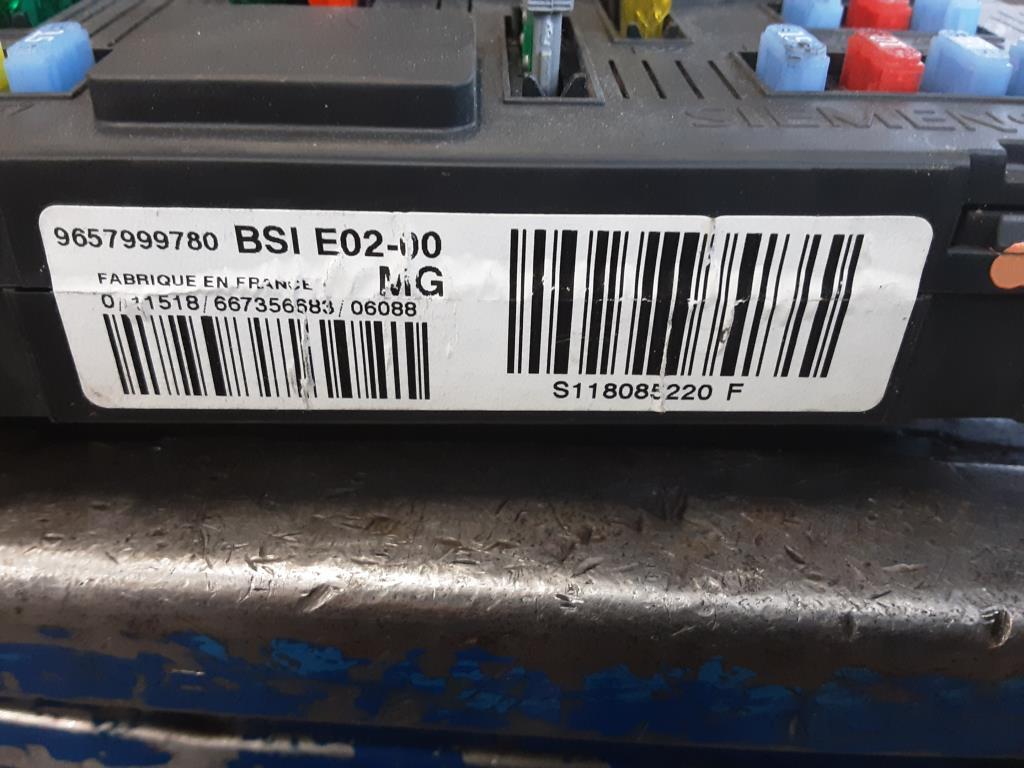 SIEMENS
9657999780 BSI E02-00
FABRIQUE EN FRANCE MG
667356683/06088
S118085220 F